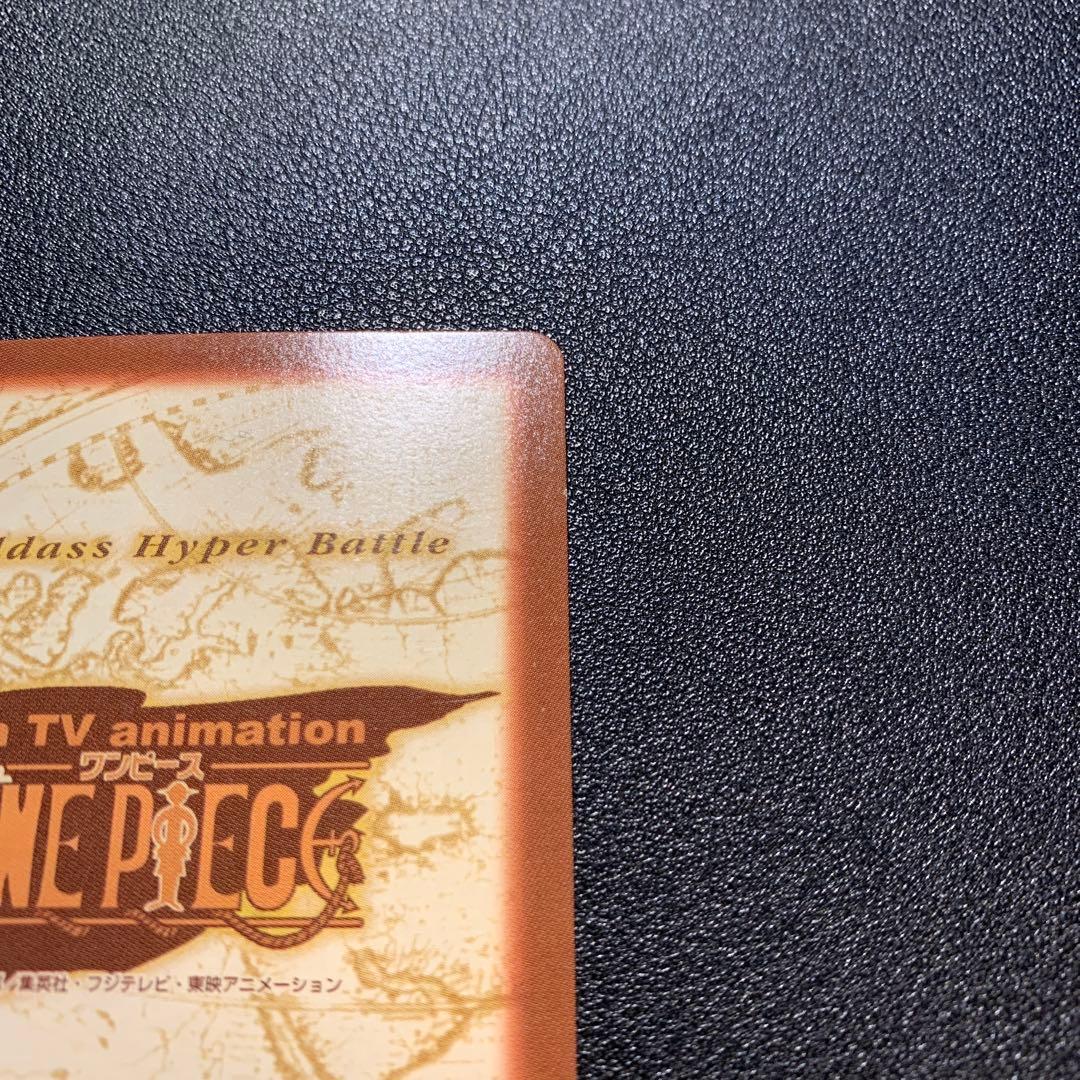 ddass Hyper Battle
n TV animation
ワンピース
NE PIECE
集英社・フジテレビ・東映アニメーション